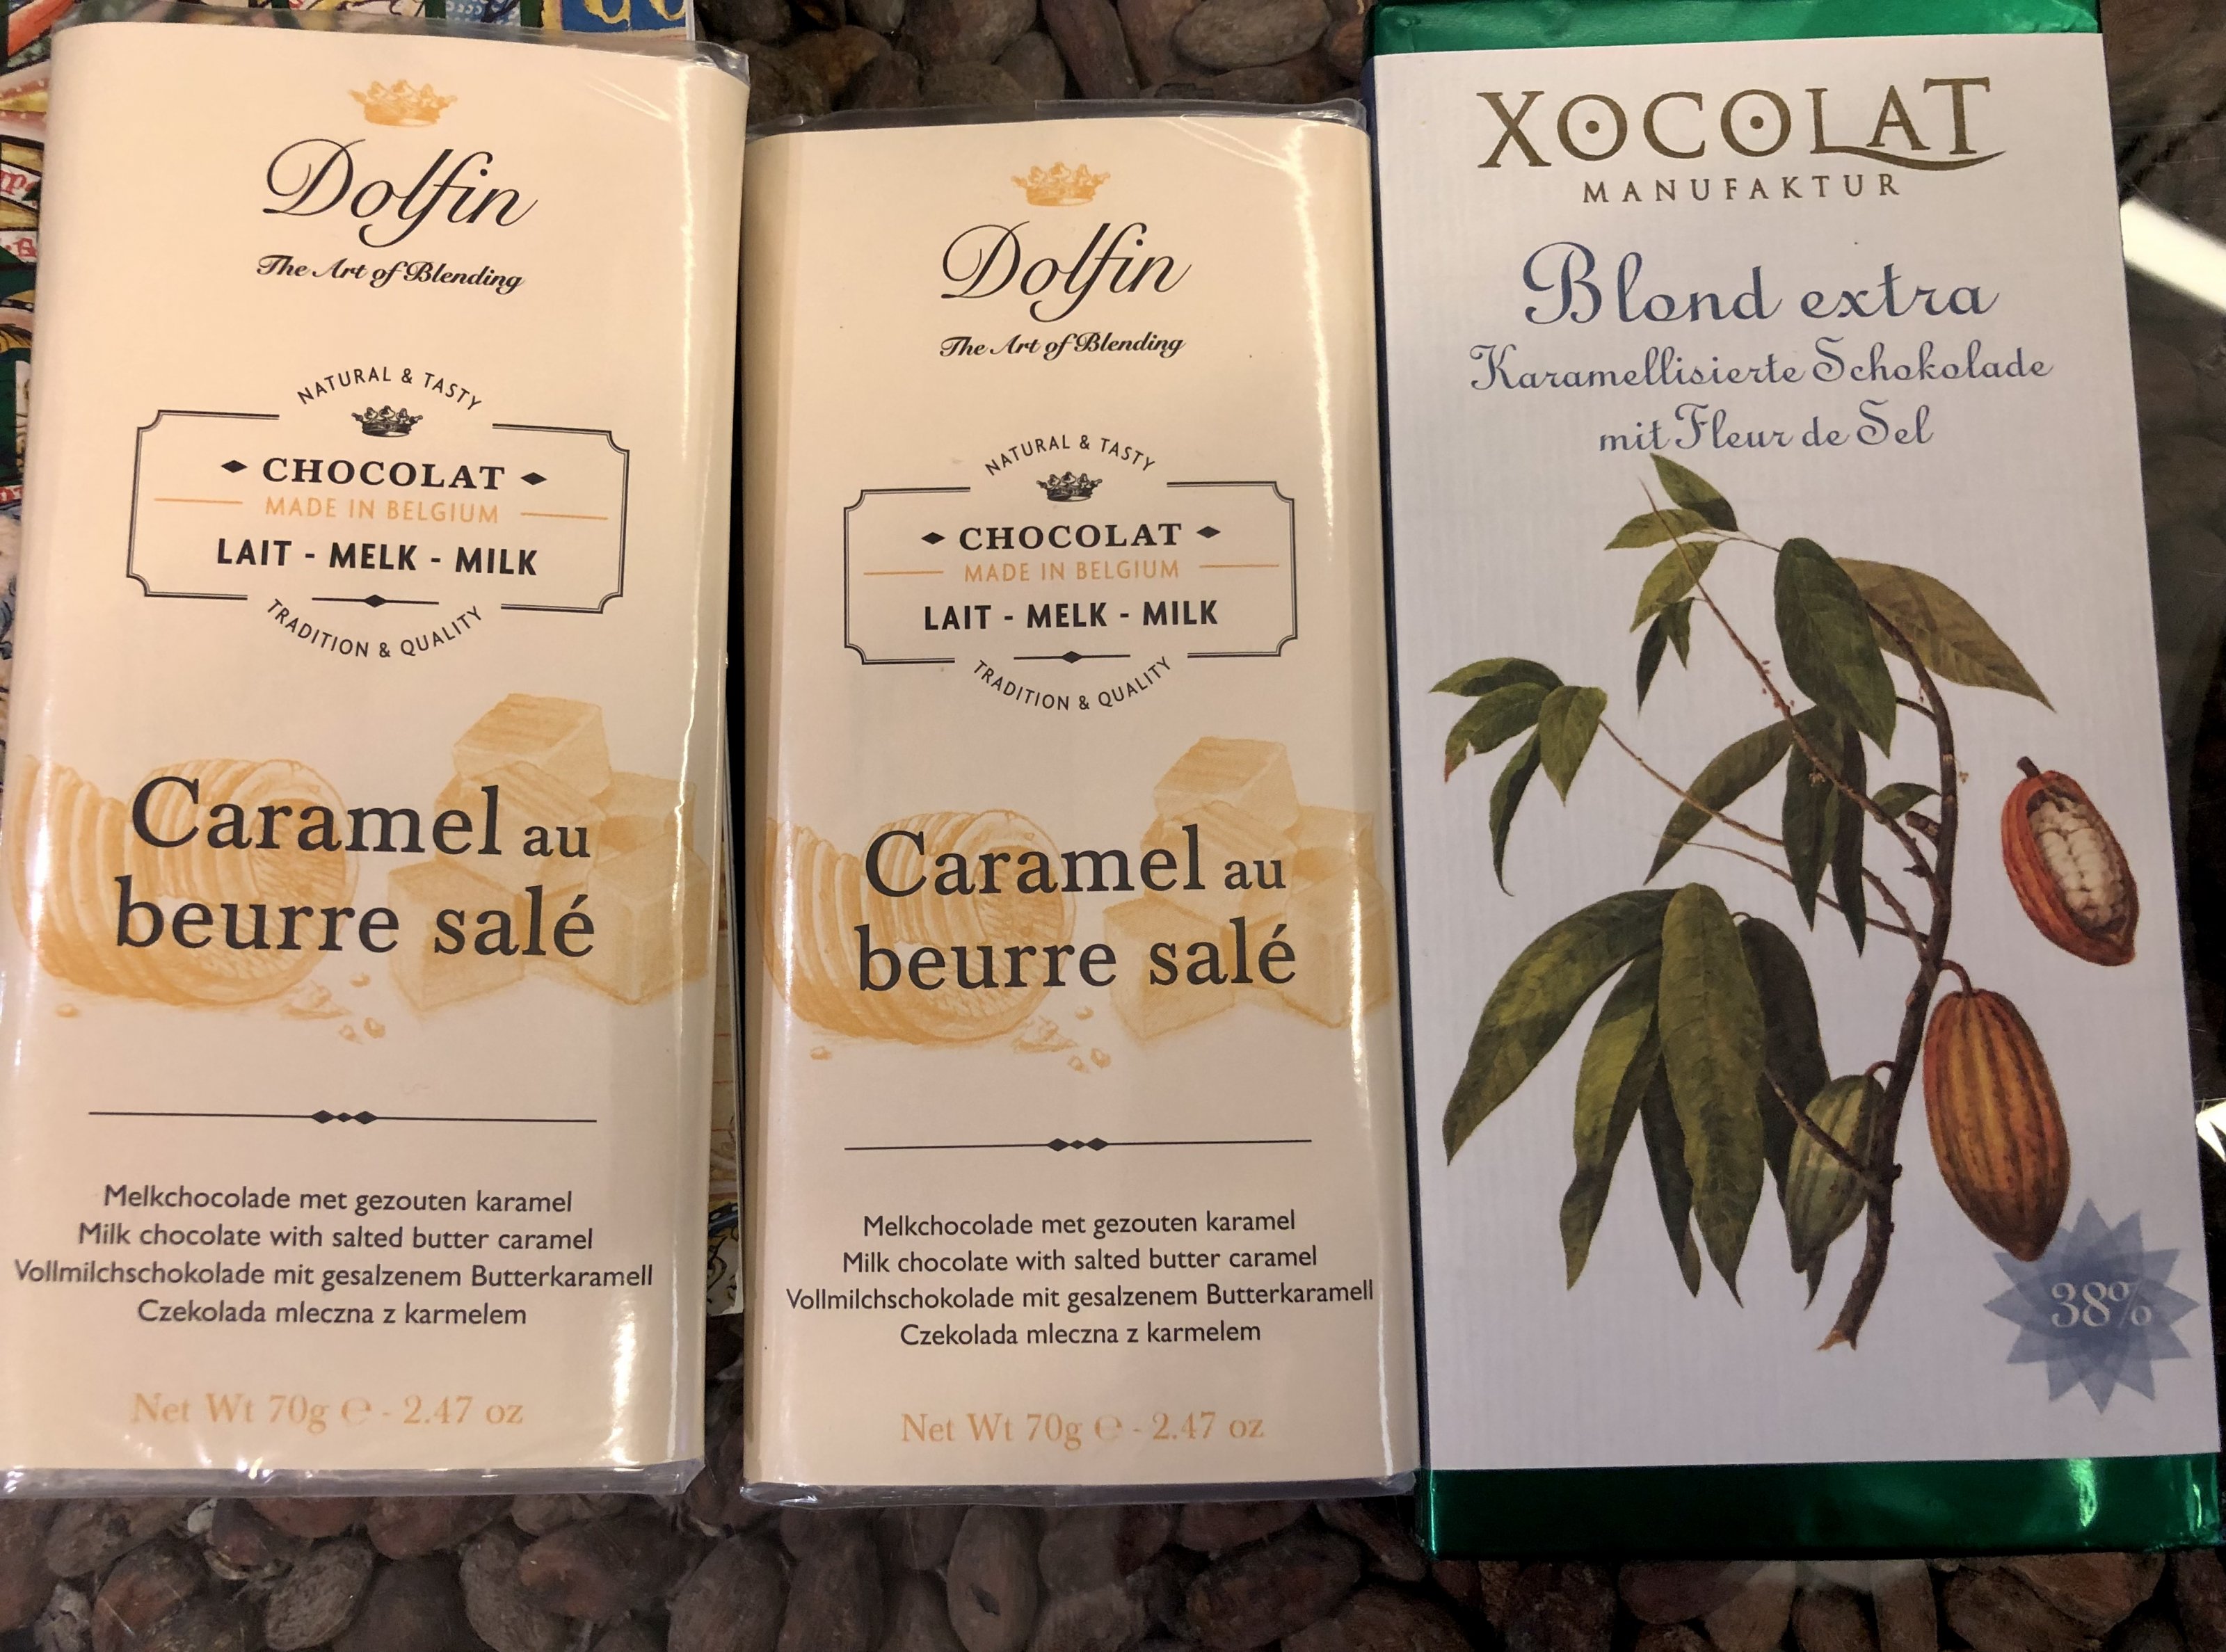 Dolfin
The Art of Blending
NATURAL & TASTY
CHOCOLAT
MADE IN BELGIUM
LAIT - MELK - MILK
TRADITION & QUALITY
Caramel au
beurre salé
Melkchocolade met gezouten karamel
Milk chocolate with salted butter caramel
Vollmilchschokolade mit gesalzenem Butterkaramell
Czekolada mleczna z karmelem
Net Wt 70g ℮ - 2.47 oz
Dolfin
The Art of Blending
NATURAL & TASTY
CHOCOLAT
MADE IN BELGIUM
LAIT - MELK - MILK
TRADITION & QUALITY
Caramel au
beurre salé
Melkchocolade met gezouten karamel
Milk chocolate with salted butter caramel
Vollmilchschokolade mit gesalzenem Butterkaramell
Czekolada mleczna z karmelem
Net Wt 70g ℮ - 2.47 oz
XOCOLAT
MANUFAKTUR
Blond extra
Karamellisierte Schokolade
mit Fleur de Sel
38%